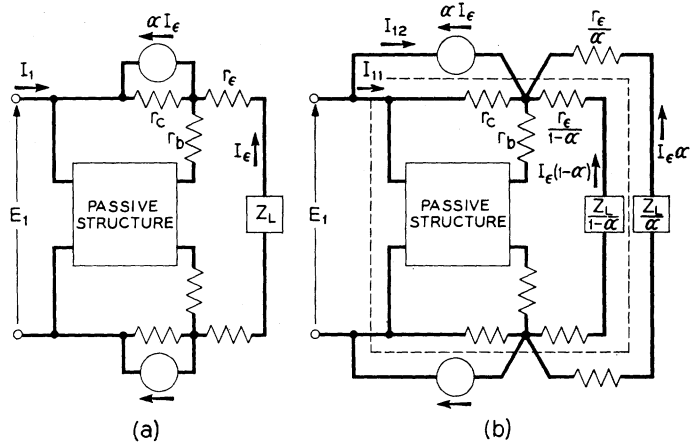 αIϵ
I1
rc
rϵ
rb
Iϵ
E1
PASSIVE
STRUCTURE
ZL
(a)
I12
αIϵ
rϵ/α
I11
rc
rϵ/1-α
rb
Iϵ(1-α)
Iϵα
E1
PASSIVE
STRUCTURE
ZL/1-α
ZL/α
(b)